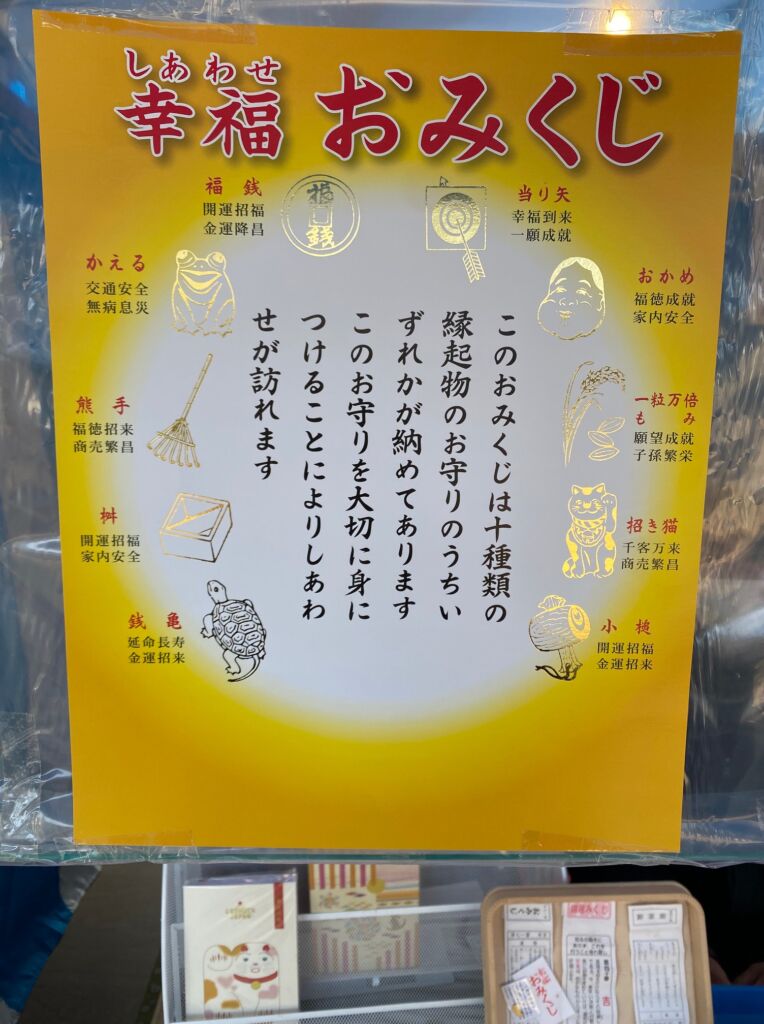 しあわせ
幸福 おみくじ
福銭
開運招福
金運隆昌
当り矢
幸福到来
一願成就
かえる
交通安全
無病息災
おかめ
福徳成就
家内安全
熊手
福徳招来
商売繁昌
一粒万倍
もみ
願望成就
子孫繁栄
桝
開運招福
家内安全
招き猫
千客万来
商売繁昌
銭亀
延命長寿
金運招来
小槌
開運招福
金運招来
このおみくじは十種類の
縁起物のお守りのうちい
ずれかが納めてあります
このお守りを大切に身に
つけることによりしあわ
せが訪れます
おみくじ
吉